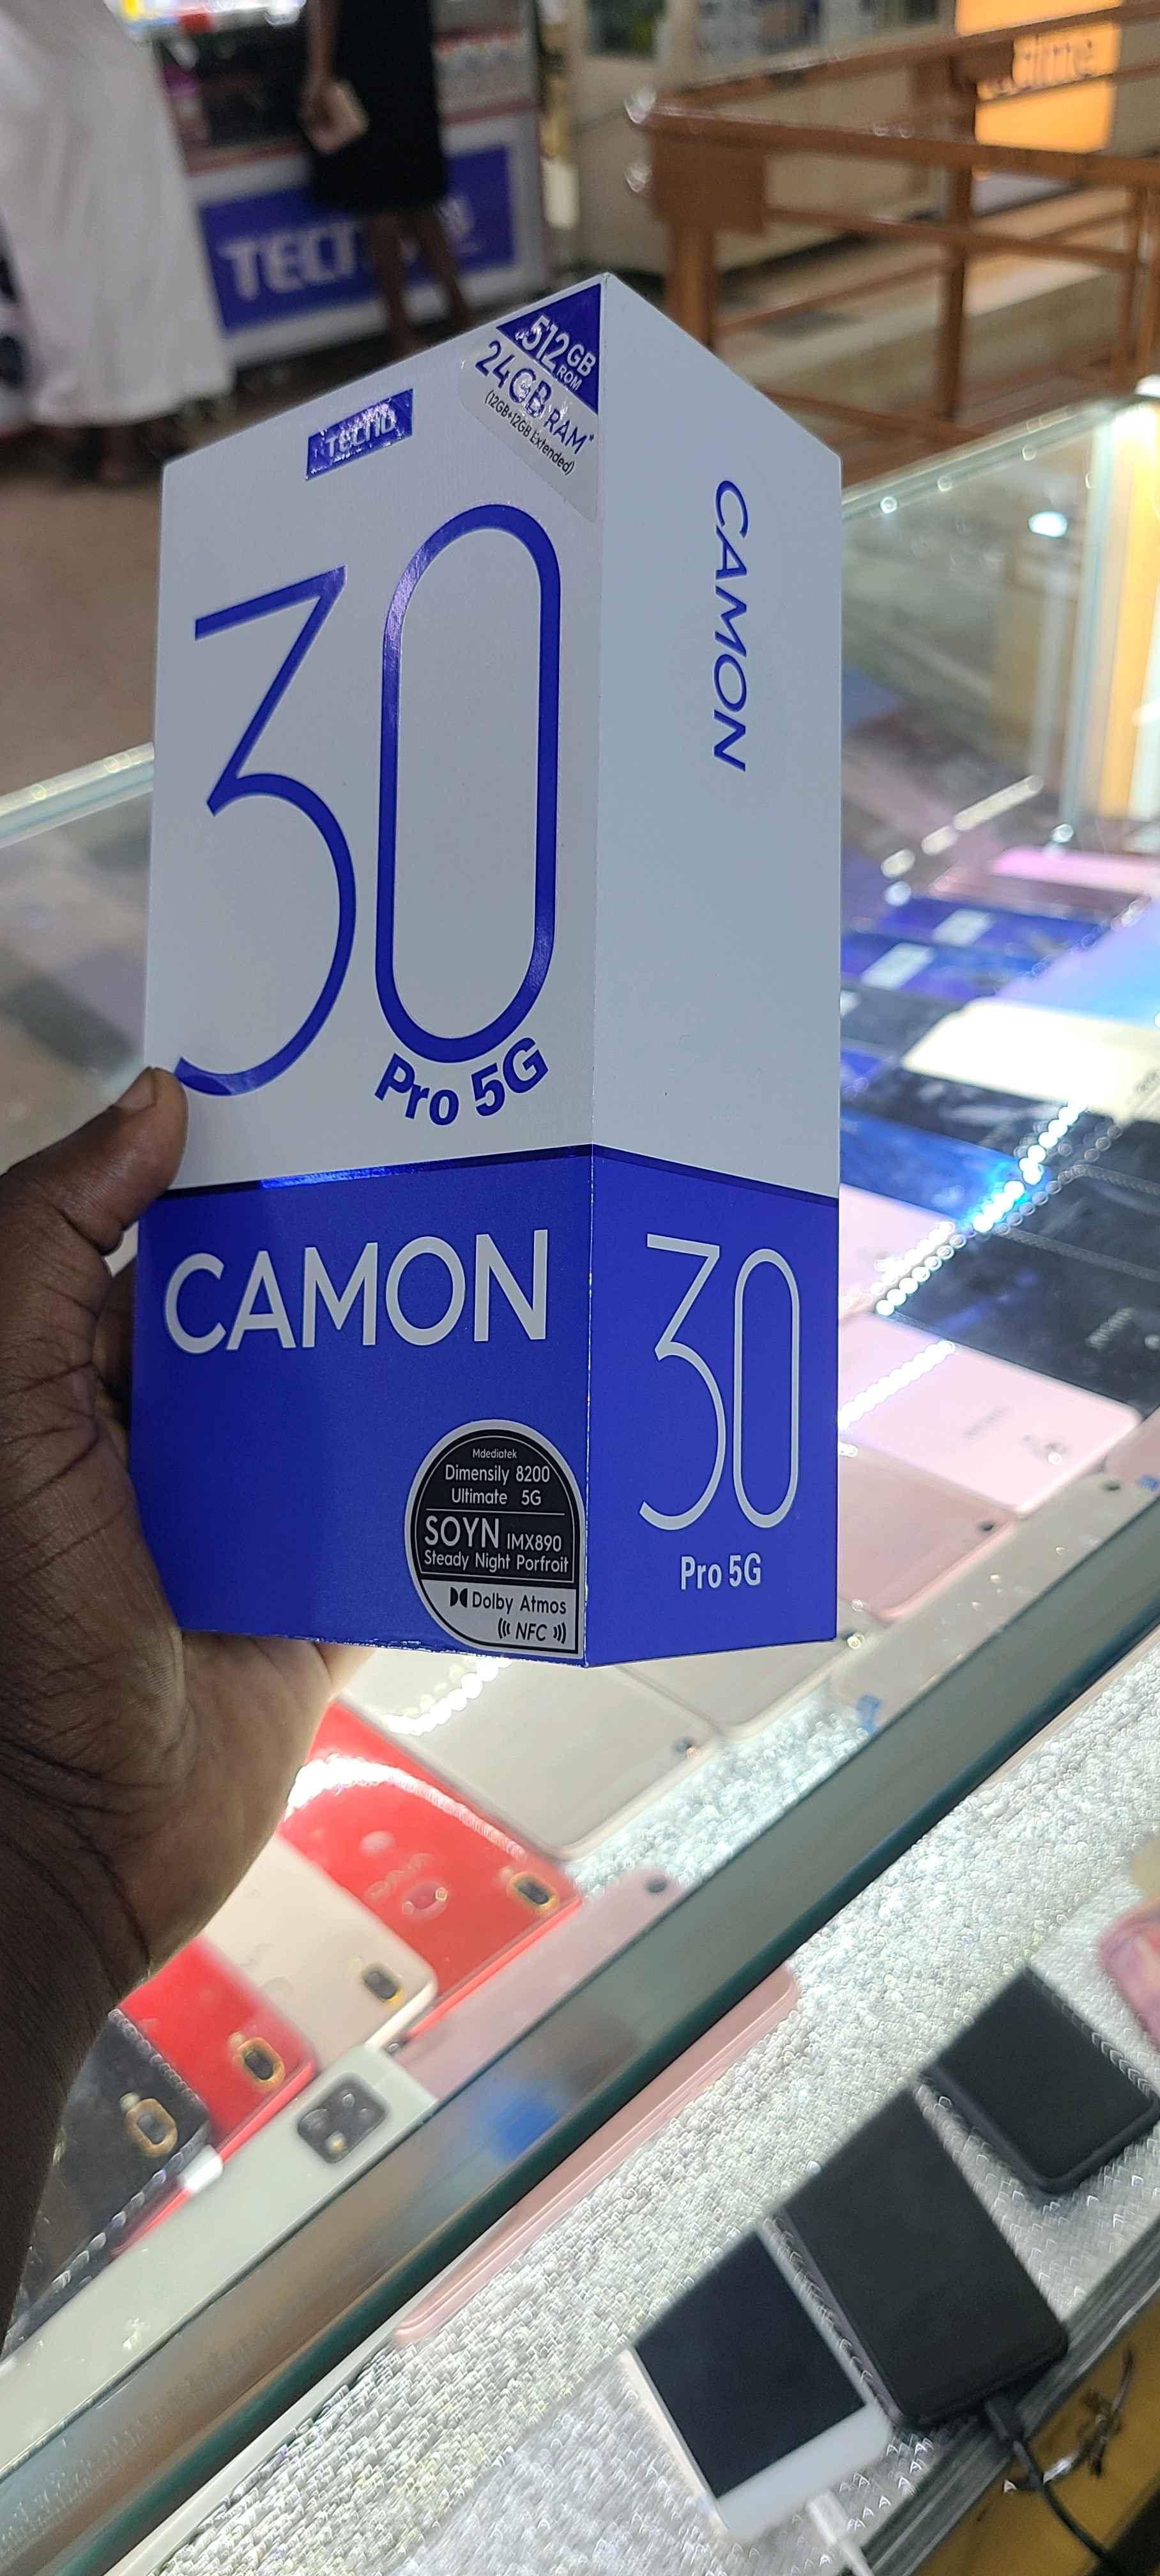 TECNO
512GB
ROM
24GB RAM*
(12GB+12GB Extended)
30
Pro 5G
CAMON
Mdediatek
Dimensily 8200
Ultimate 5G
SOYN IMX890
Steady Night Porfroit
Dolby Atmos
NFC
CAMON
30
Pro 5G